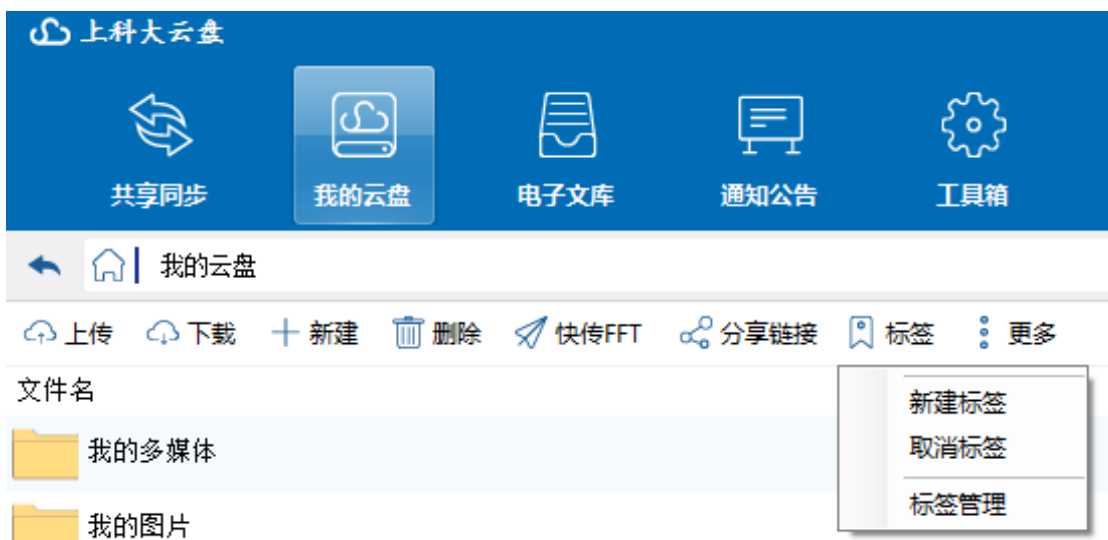 上科大云盘
共享同步 我的云盘 电子文库 通知公告 工具箱
我的云盘
上传 下载 新建 删除 快传FFT 分享链接 标签 更多
文件名
新建标签
我的多媒体
取消标签
标签管理
我的图片